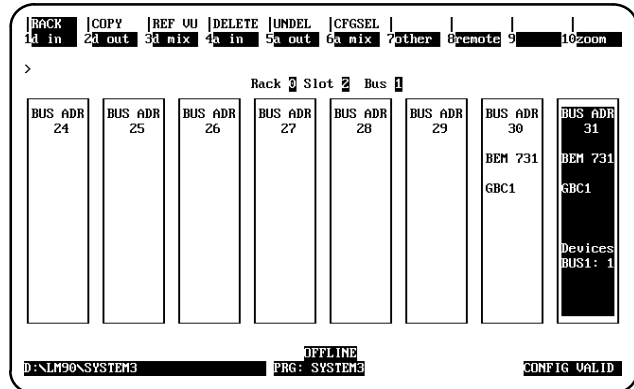 RACK |COPY |REF VU |DELETE |UNDEL |CFGSEL | | | |
1d in 2d out 3d mix 4a in 5a out 6a mix 7other 8remote 9 10zoom
>
Rack 0 Slot 2 Bus 1
BUS ADR BUS ADR BUS ADR BUS ADR BUS ADR BUS ADR BUS ADR BUS ADR
24 25 26 27 28 29 30 31
BEM 731 BEM 731
GBC1 GBC1
Devices
BUS1: 1
OFFLINE
D:\LM90\SYSTEM3 PRG: SYSTEM3 CONFIG VALID